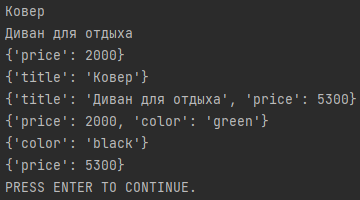 Ковер
Диван для отдыха
{'price': 2000}
{'title': 'Ковер'}
{'title': 'Диван для отдыха', 'price': 5300}
{'price': 2000, 'color': 'green'}
{'color': 'black'}
{'price': 5300}
PRESS ENTER TO CONTINUE.